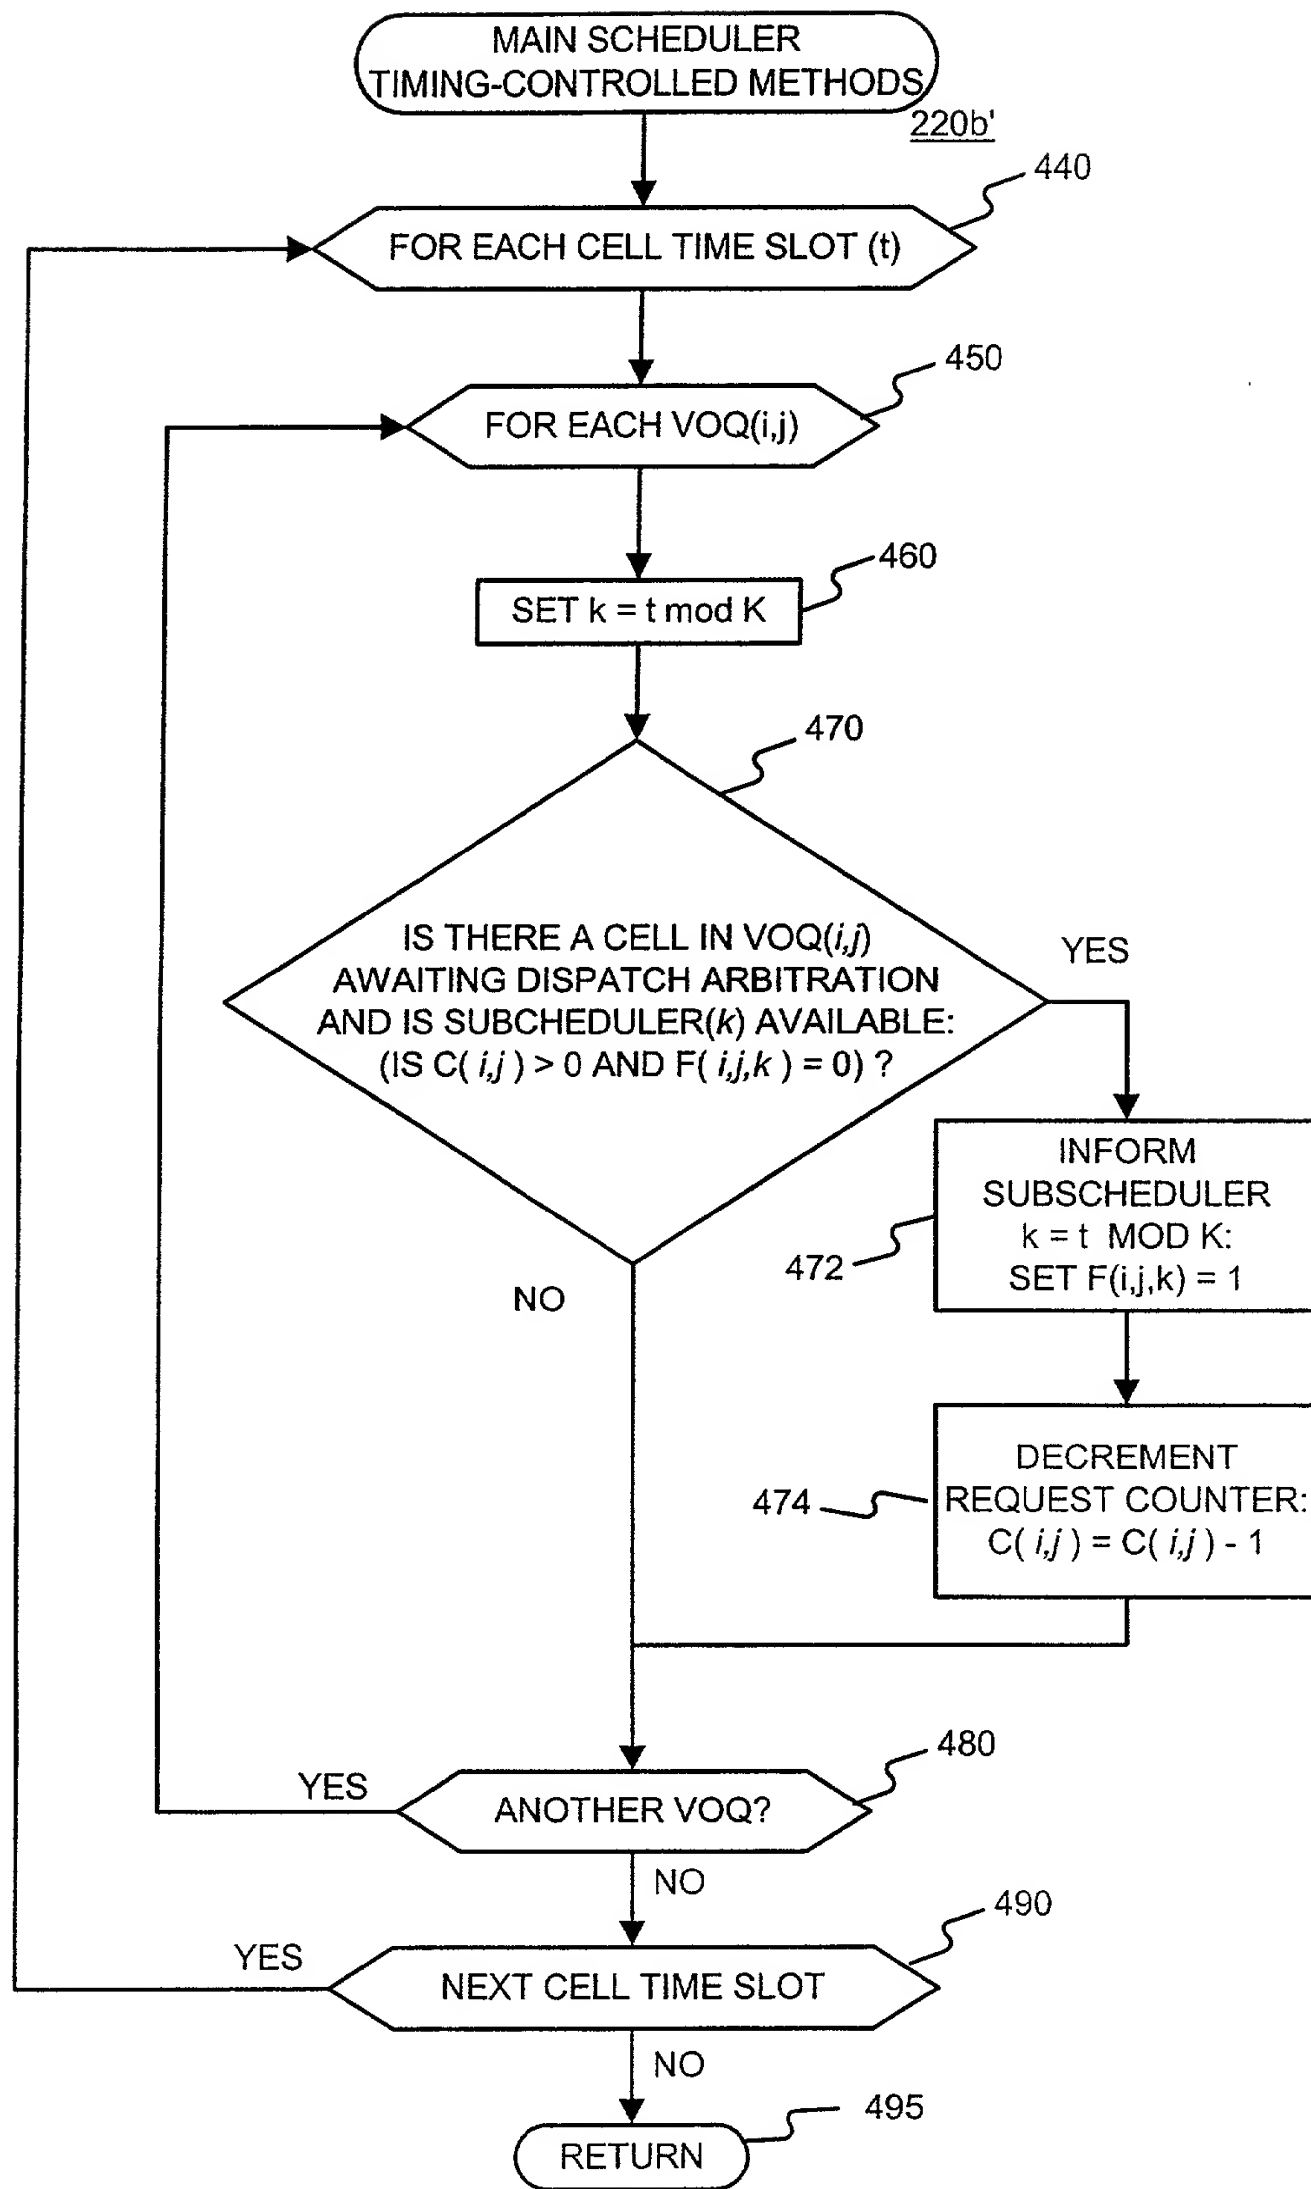 MAIN SCHEDULER
TIMING-CONTROLLED METHODS
220b'
440
FOR EACH CELL TIME SLOT (t)
450
FOR EACH VOQ(i,j)
460
SET k = t mod K
470
IS THERE A CELL IN VOQ(i,j)
AWAITING DISPATCH ARBITRATION
AND IS SUBCHEDULER(k) AVAILABLE:
(IS C( i,j ) > 0 AND F( i,j,k ) = 0) ?
YES
INFORM
SUBSCHEDULER
k = t MOD K:
SET F(i,j,k) = 1
472
NO
DECREMENT
REQUEST COUNTER:
C( i,j ) = C( i,j ) - 1
474
480
YES
ANOTHER VOQ?
NO
490
YES
NEXT CELL TIME SLOT
NO
495
RETURN